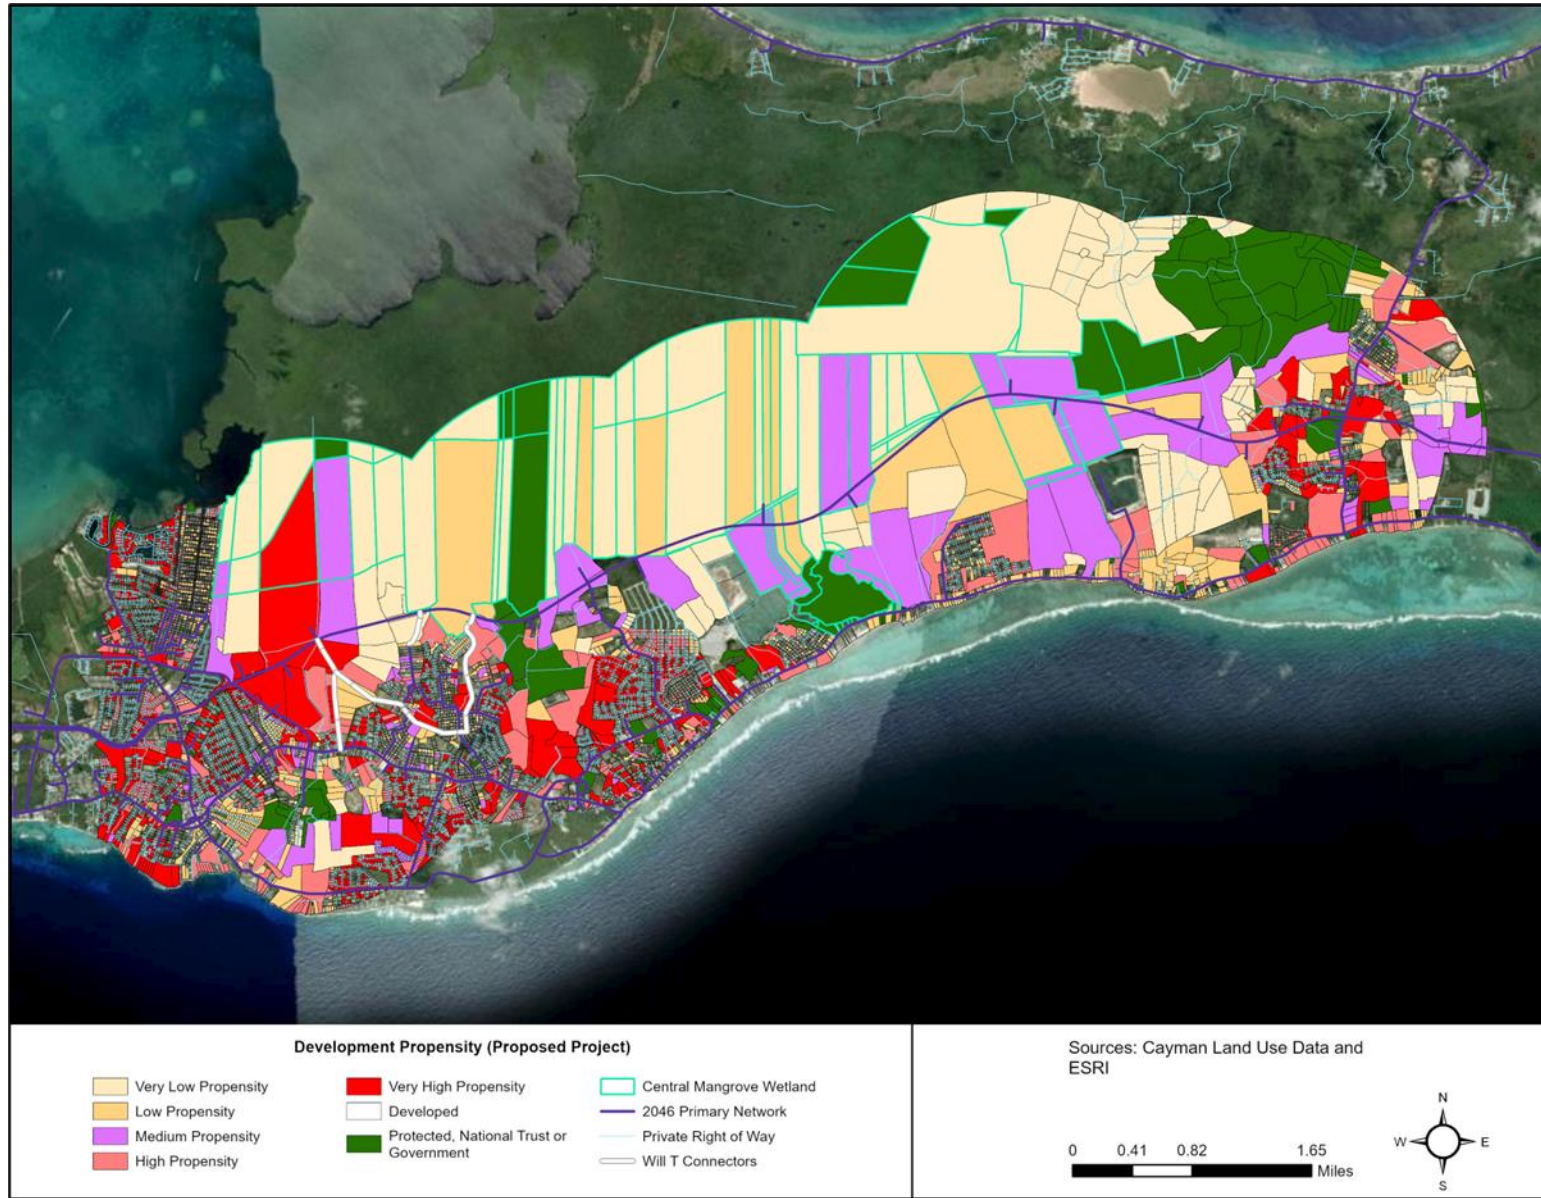 Development Propensity (Proposed Project)
Very Low Propensity
Low Propensity
Medium Propensity
High Propensity
Very High Propensity
Developed
Protected, National Trust or
Government
Central Mangrove Wetland
2046 Primary Network
Private Right of Way
Will T Connectors
Sources: Cayman Land Use Data and
ESRI
0 0.41 0.82 1.65
Miles
N
W E
S